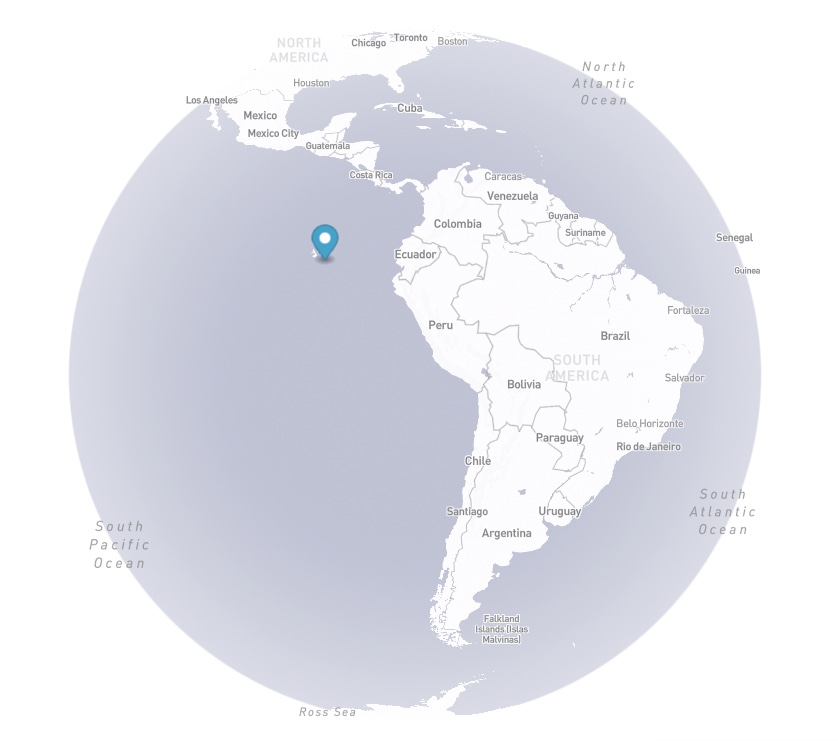 NORTH
AMERICA
Chicago
Toronto
Boston
North
Atlantic
Ocean
Houston
Los Angeles
Cuba
Mexico
Mexico City
Guatemala
Costa Rica
Caracas
Venezuela
Guyana
Colombia
Suriname
Senegal
Ecuador
Guinea
Fortaleza
Peru
Brazil
SOUTH
AMERICA
Bolivia
Salvador
Belo Horizonte
Paraguay
Rio de Janeiro
Chile
South
Atlantic
Ocean
Santiago
Uruguay
South
Pacific
Ocean
Argentina
Falkland
Islands (Islas
Malvinas)
Ross Sea